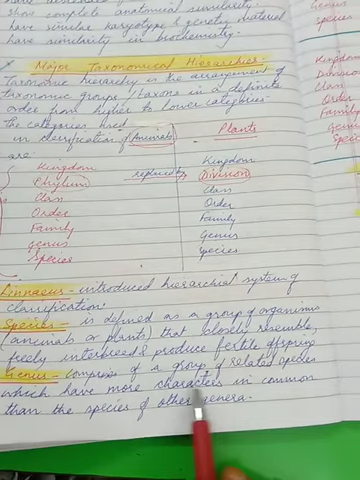 show complete anatomical similarity.
have similar karyotype & genetic material
have similarity in biochemistry.
Major Taxonomical Hierarchies-
Taxonomic hierarchy is the arrangement of
taxonomic groups / taxons in a definite
order from higher to lower categories.
The categories used
in classification of Animals Plants
are:
Kingdom Kingdom
Phylum replaced by Division
Class Class
Order Order
Family Family
Genus Genus
Species Species
Linnaeus - introduced hierarchial system of
classification.
Species - is defined as a group of organisms
(animals or plants) that closely resemble,
freely interbreed & produce fertile offspring
Genus - comprises of a group of related species
which have more characters in common
than the species of other genera.
Genus
Species
Kingdom
Division
Class
Order
Family
Genus
Species